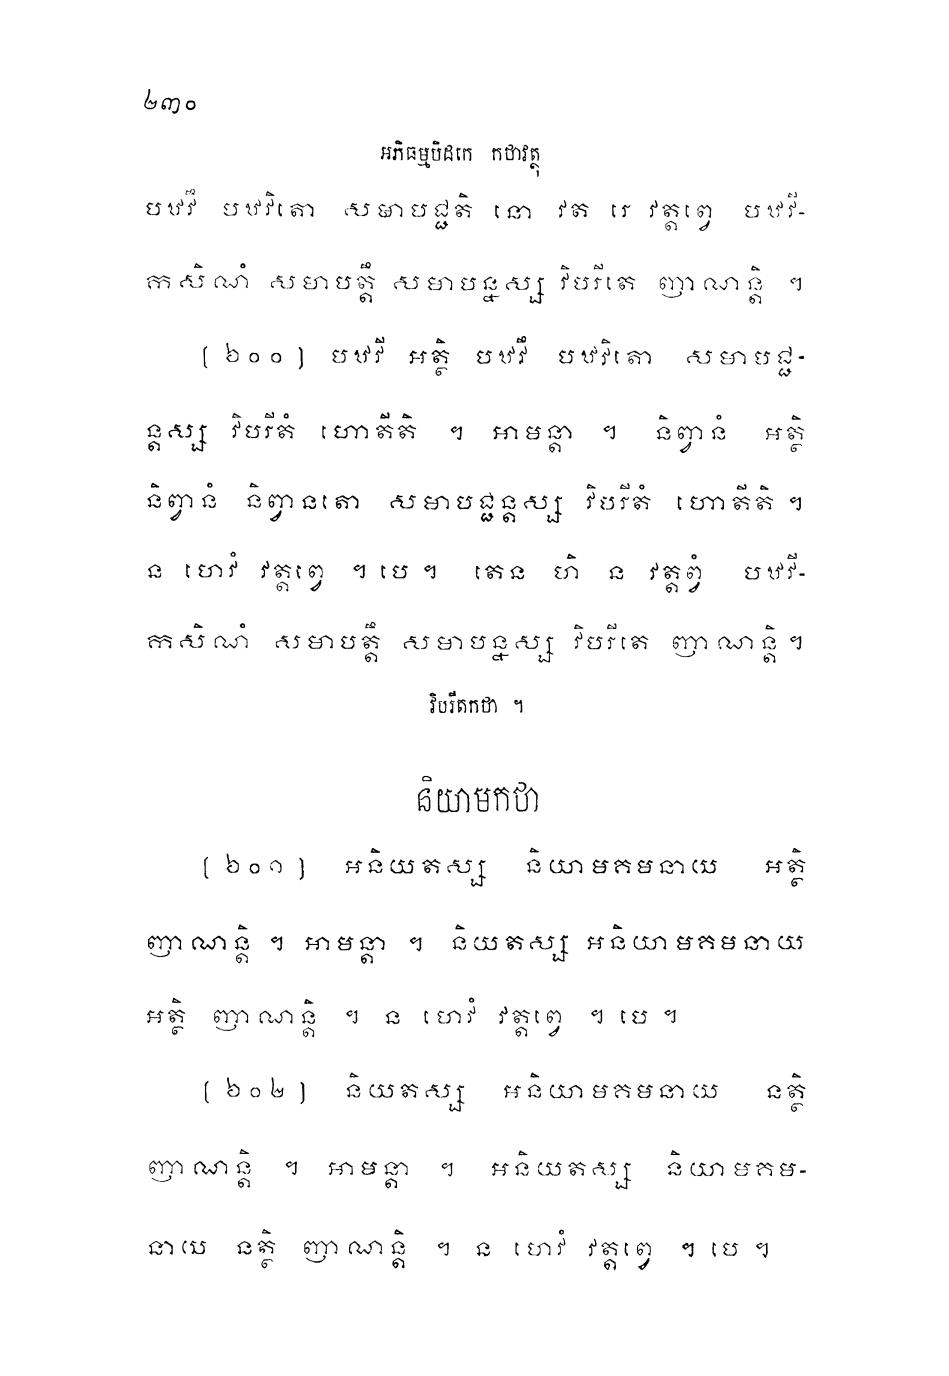 ២៣០
អភិធម្មបិដកេ កថាវត្ថុ
បឋវឹ បឋវិតោ សមាបជ្ជតិ នោ វត រេ វត្តព្វេ បឋវី-
កសិណំ សមាបត្តឹ សមាបន្នស្ស វិបរីតេ ញាណន្តិ ។
[ ៦០០ ] បឋវី អត្ថិ បឋវឹ បឋវិតោ សមាបជ្ជ-
ន្តស្ស វិបរីតំ ហោតីតិ ។ អាមន្តា ។ និព្វានំ អត្ថិ
និព្វានំ និព្វានតោ សមាបជ្ជន្តស្ស វិបរីតំ ហោតីតិ ។
ន ហេវំ វត្តព្វេ ។ បេ ។ តេន ហិ ន វត្តព្វំ បឋវី-
កសិណំ សមាបត្តឹ សមាបន្នស្ស វិបរីតេ ញាណន្តិ ។
វិបរីតកថា ។
និយាមកថា
[ ៦០១ ] អនិយតស្ស និយាមគមនាយ អត្ថិ
ញាណន្តិ ។ អាមន្តា ។ និយតស្ស អនិយាមគមនាយ
អត្ថិ ញាណន្តិ ។ ន ហេវំ វត្តព្វេ ។ បេ ។
[ ៦០២ ] និយតស្ស អនិយាមគមនាយ នត្ថិ
ញាណន្តិ ។ អាមន្តា ។ អនិយតស្ស និយាមគម-
នាយ នត្ថិ ញាណន្តិ ។ ន ហេវំ វត្តព្វេ ។ បេ ។